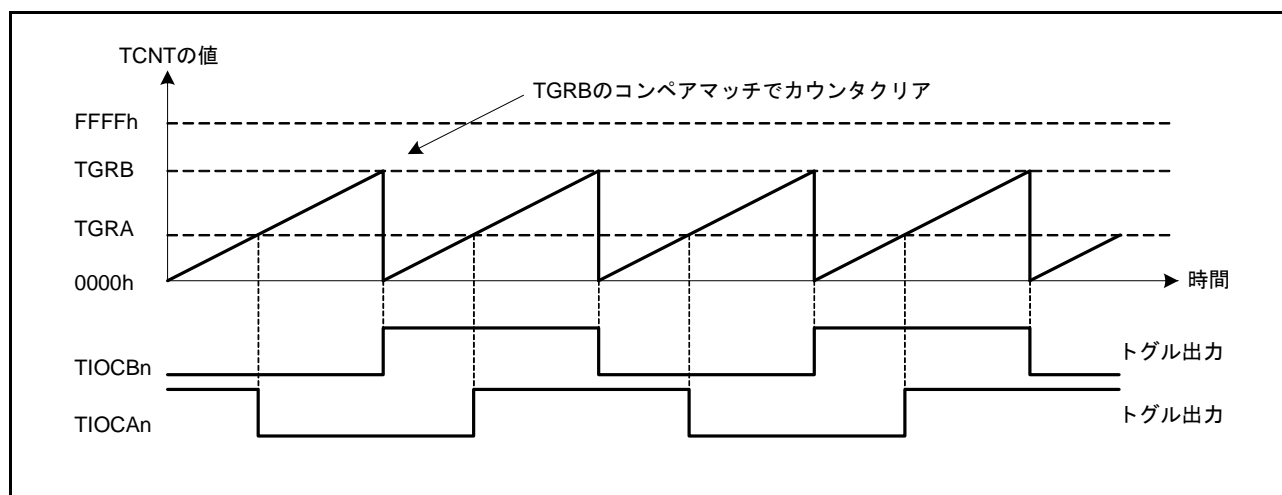 TCNTの値
TGRBのコンペアマッチでカウンタクリア
FFFFh
TGRB
TGRA
0000h
時間
TIOCBn
トグル出力
TIOCAn
トグル出力